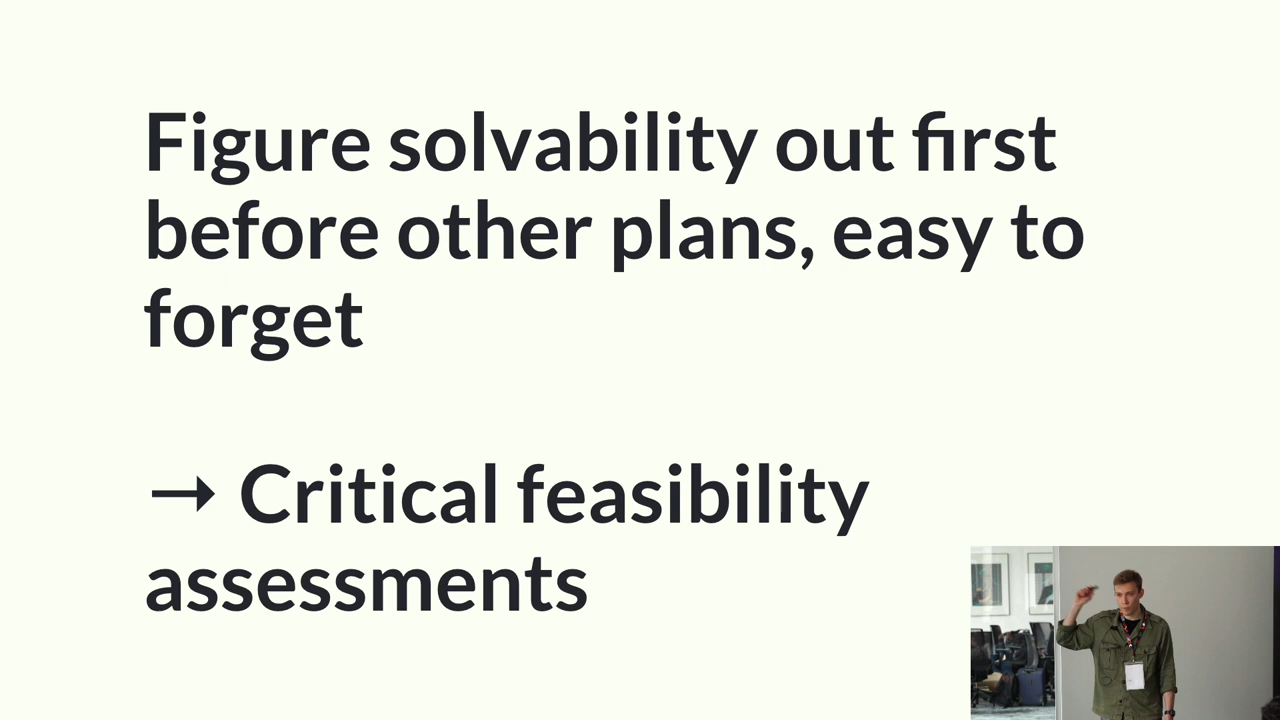 Figure solvability out first
before other plans, easy to
forget
→ Critical feasibility
assessments